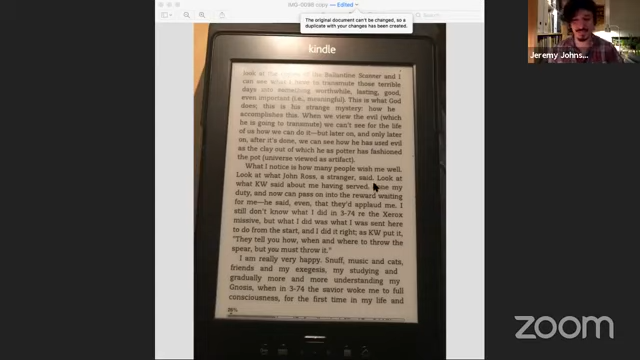 IMG-0098 copy — Edited
Search
The original document can't be changed, so a
duplicate with your changes has been created.
Jeremy Johns...
kindle
look at the of the Ballantine Scanner and I
can see what I have to transmute those terrible
days into something worthwhile, lasting, good,
even important (i.e., meaningful). This is what God
does; this is his strange mystery: how he
accomplishes this. When we view the evil (which
he is going to transmute) we can't see for the life
of us how we can do it—but later on, and only later
on, after it's done, we can see how he has used evil
as the clay out of which he as potter has fashioned
the pot (universe viewed as artifact).
What I notice is how many people wish me well.
Look at what John Ross, a stranger, said. Look at
what KW said about me having served. Done my
duty, and now can pass on into the reward waiting
for me—he said, even, that they'd applaud me. I
still don't know what I did in 3-74 re the Xerox
missive, but what I did was what I was sent here
to do from the start, and I did it right; as KW put it,
"They tell you how, when and where to throw the
spear, but you must throw it."
I am really very happy. Snuff, music and cats,
friends and my exegesis, my studying and
gradually more and more understanding my
Gnosis, when in 3-74 the savior woke me to full
consciousness, for the first time in my life and
zoom